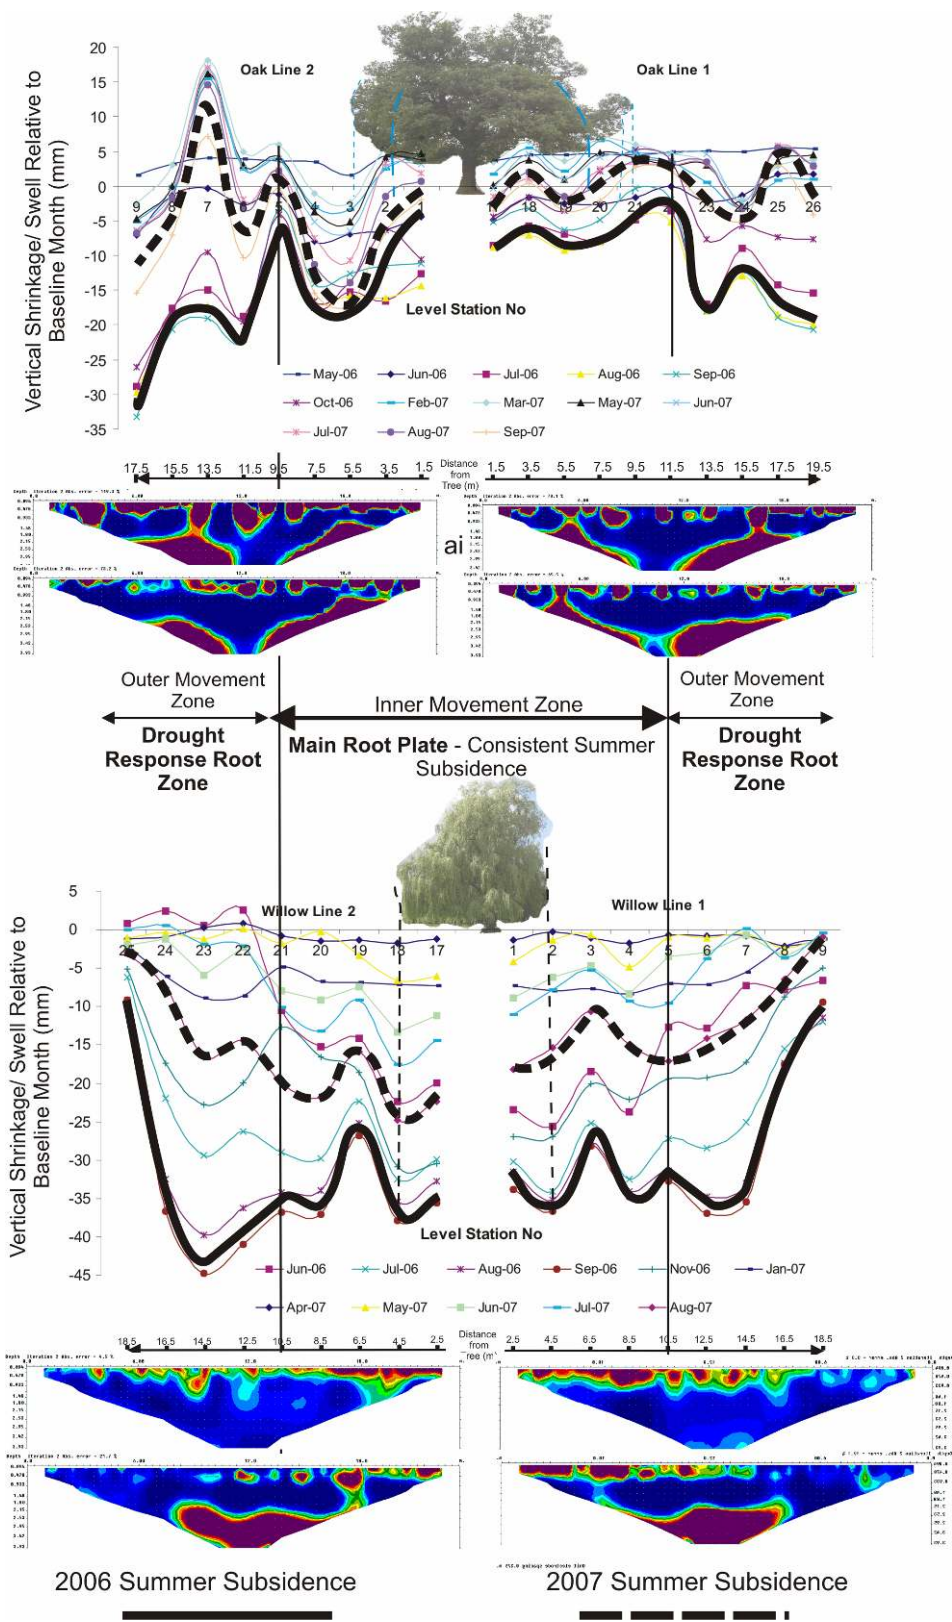 Vertical Shrinkage/ Swell Relative to
Baseline Month (mm)
20
15
10
5
0
-5
-10
-15
-20
-25
-30
-35
Oak Line 2
Oak Line 1
9 8 7 6 4 3 2 1
18 19 20 21 23 24 25 26
Level Station No
May-06 Jun-06 Jul-06 Aug-06 Sep-06
Oct-06 Feb-07 Mar-07 May-07 Jun-07
Jul-07 Aug-07 Sep-07
17.5 15.5 13.5 11.5 9.5 7.5 5.5 3.5 1.5
Distance
from
Tree (m)
1.5 3.5 5.5 7.5 9.5 11.5 13.5 15.5 17.5 19.5
ai
Outer Movement
Zone
Drought
Response Root
Zone
Inner Movement Zone
Main Root Plate - Consistent Summer
Subsidence
Outer Movement
Zone
Drought
Response Root
Zone
Vertical Shrinkage/ Swell Relative to
Baseline Month (mm)
5
0
-5
-10
-15
-20
-25
-30
-35
-40
-45
Willow Line 2
Willow Line 1
25 24 23 22 21 20 19 18 17
1 2 3 4 5 6 7 8 9
Level Station No
Jun-06 Jul-06 Aug-06 Sep-06 Nov-06 Jan-07
Apr-07 May-07 Jun-07 Jul-07 Aug-07
18.5 16.5 14.5 12.5 10.5 8.5 6.5 4.5 2.5
Distance
from
Tree (m)
2.5 4.5 6.5 8.5 10.5 12.5 14.5 16.5 18.5
2006 Summer Subsidence
2007 Summer Subsidence